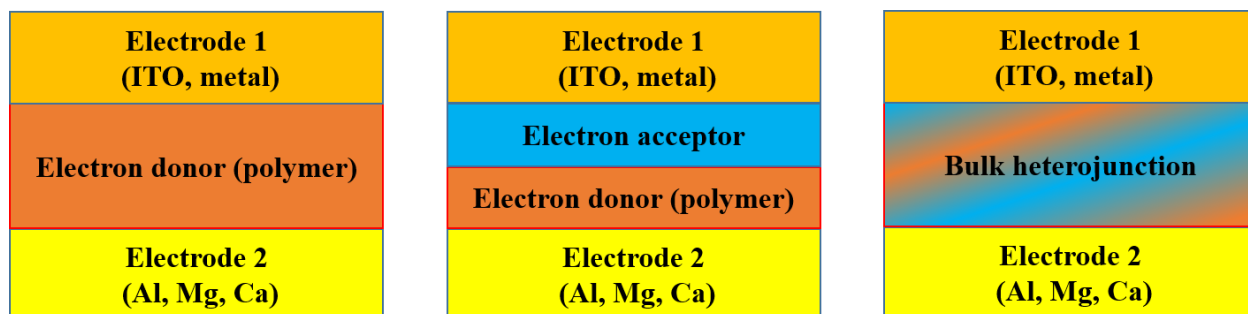 Electrode 1
(ITO, metal)
Electron donor (polymer)
Electrode 2
(Al, Mg, Ca)
Electrode 1
(ITO, metal)
Electron acceptor
Electron donor (polymer)
Electrode 2
(Al, Mg, Ca)
Electrode 1
(ITO, metal)
Bulk heterojunction
Electrode 2
(Al, Mg, Ca)